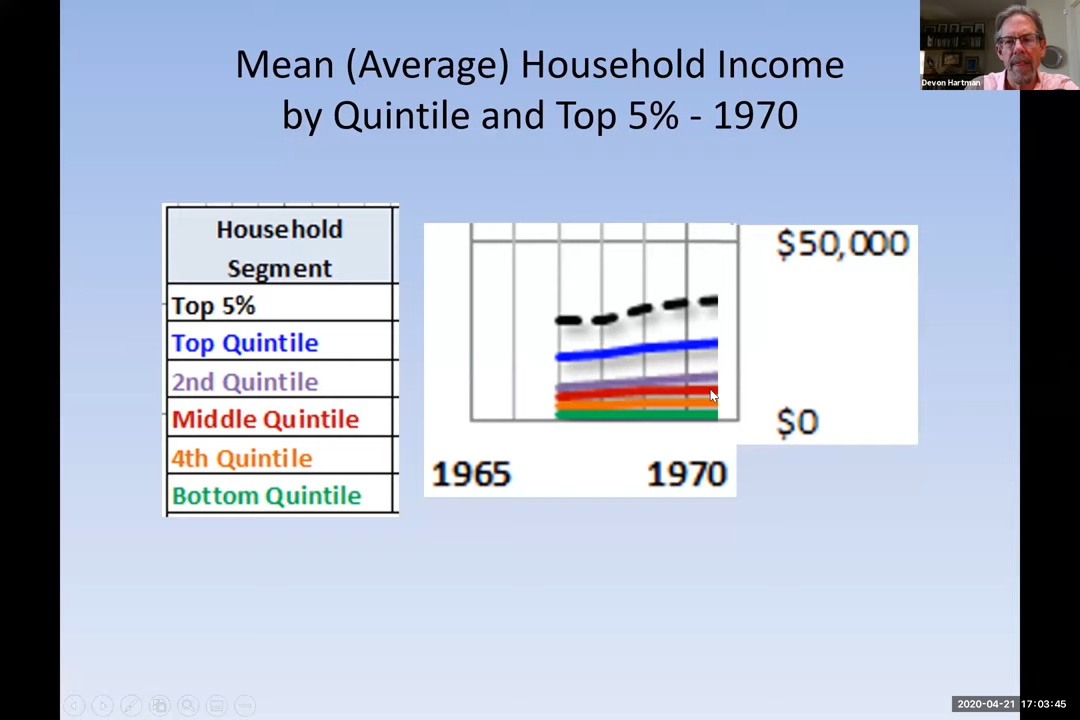 Mean (Average) Household Income
by Quintile and Top 5% - 1970
Devon Hartman
Household
Segment
Top 5%
Top Quintile
2nd Quintile
Middle Quintile
4th Quintile
Bottom Quintile
$50,000
$0
1965 1970
2020-04-21 17:03:45